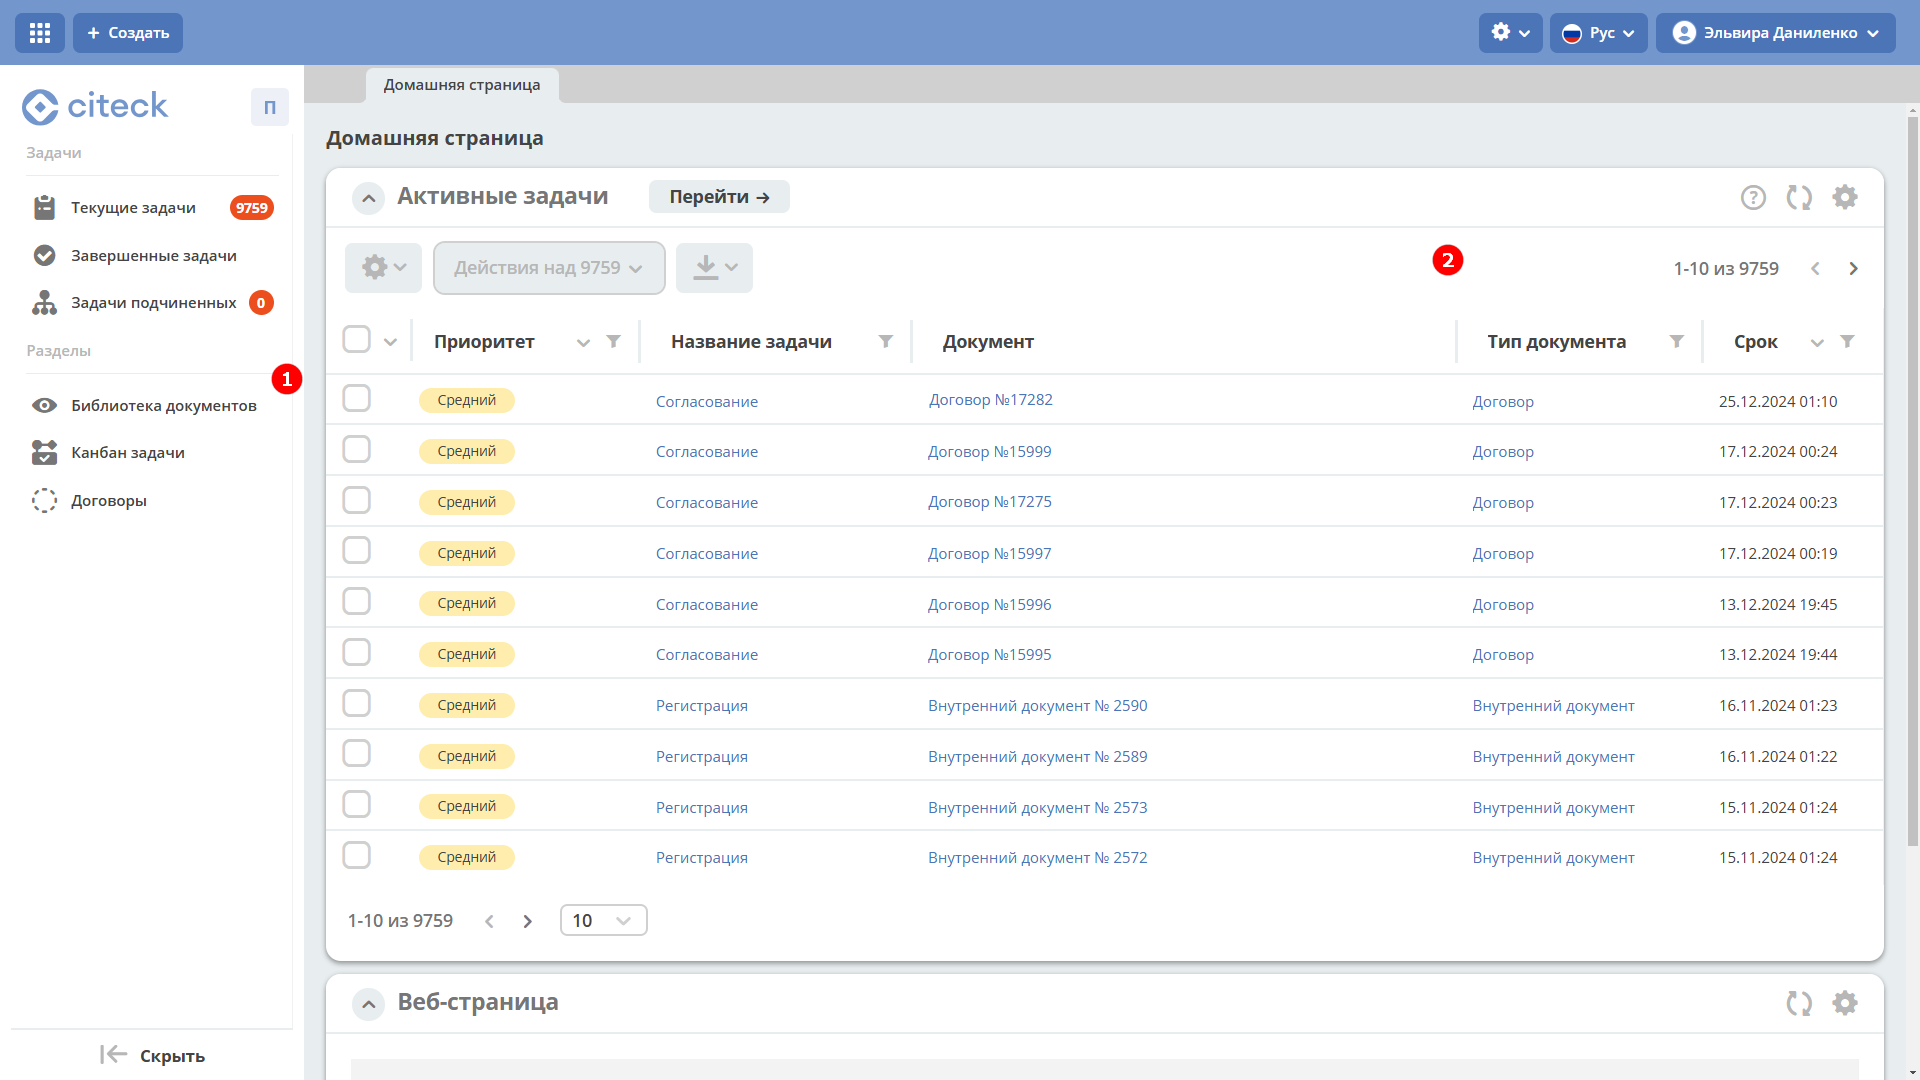 + Создать
Рус
Эльвира Даниленко
citeck
П
Домашняя страница
Задачи
Текущие задачи 9759
Завершенные задачи
Задачи подчиненных 0
Разделы
1
Библиотека документов
Канбан задачи
Договоры
Скрыть
Домашняя страница
Активные задачи
Перейти →
?
Действия над 9759
2
1-10 из 9759
Приоритет Название задачи Документ Тип документа Срок
Средний Согласование Договор №17282 Договор 25.12.2024 01:10
Средний Согласование Договор №15999 Договор 17.12.2024 00:24
Средний Согласование Договор №17275 Договор 17.12.2024 00:23
Средний Согласование Договор №15997 Договор 17.12.2024 00:19
Средний Согласование Договор №15996 Договор 13.12.2024 19:45
Средний Согласование Договор №15995 Договор 13.12.2024 19:44
Средний Регистрация Внутренний документ № 2590 Внутренний документ 16.11.2024 01:23
Средний Регистрация Внутренний документ № 2589 Внутренний документ 16.11.2024 01:22
Средний Регистрация Внутренний документ № 2573 Внутренний документ 15.11.2024 01:24
Средний Регистрация Внутренний документ № 2572 Внутренний документ 15.11.2024 01:24
1-10 из 9759
10
Веб-страница